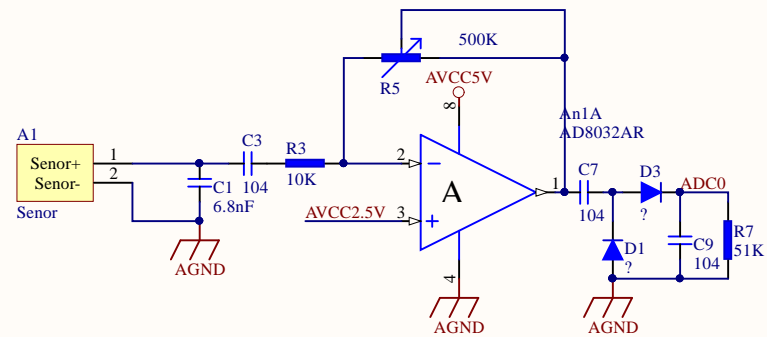 500K
R5
AVCC5V
8
An1A
AD8032AR
A1
Senor+
Senor-
Senor
1
2
C3
104
R3
10K
C1
6.8nF
AGND
2
3
A
1
AVCC2.5V
4
AGND
C7
104
D3
?
ADC0
D1
?
C9
104
R7
51K
AGND